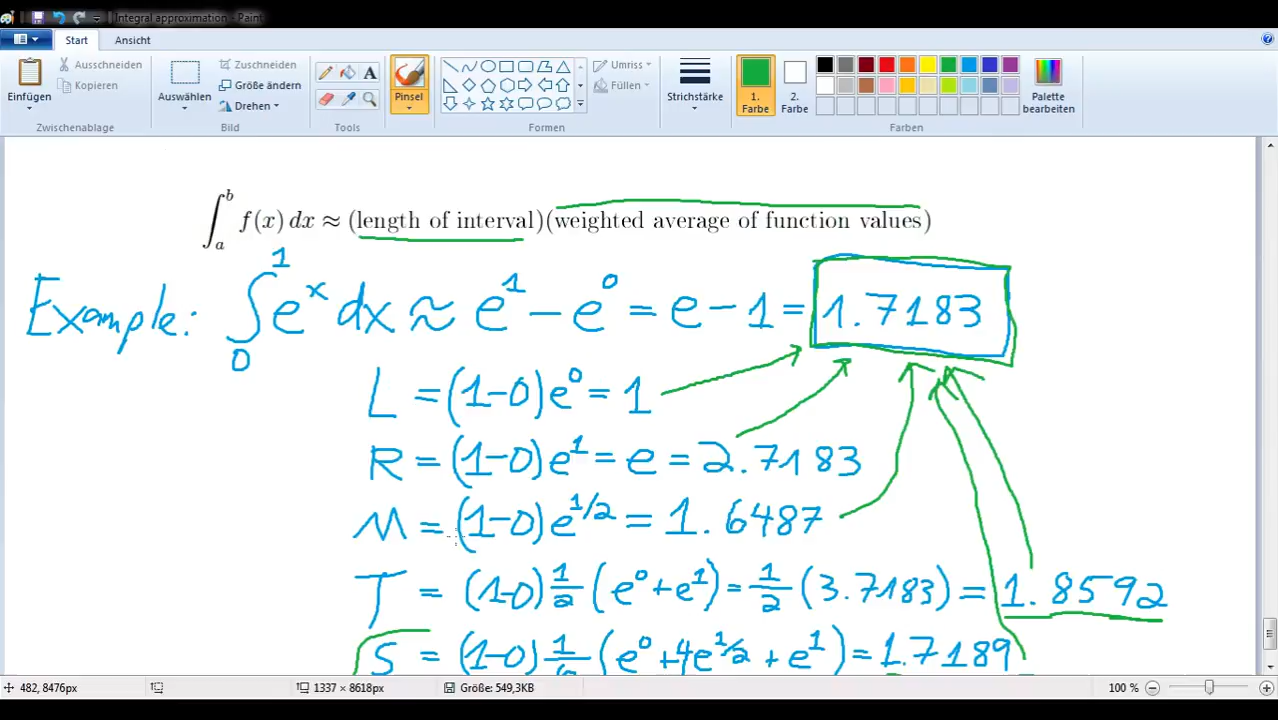 Integral approximation - Paint
Start Ansicht
Einfügen
Ausschneiden
Kopieren
Zwischenablage
Auswählen
Zuschneiden
Größe ändern
Drehen
Bild
A
Tools
Pinsel
Umriss
Füllen
Formen
Strichstärke
1. Farbe
2. Farbe
Palette bearbeiten
Farben
∫_a^b f(x) dx ≈ (length of interval)(weighted average of function values)
Example: ∫_0^1 e^x dx ≈ e^1 − e^0 = e − 1 = 1.7183
L = (1−0)e^0 = 1
R = (1−0)e^1 = e = 2.7183
M = (1−0)e^{1/2} = 1.6487
T = (1−0) 1/2 (e^0 + e^1) = 1/2 (3.7183) = 1.8592
S = (1−0) 1/6 (e^0 + 4e^{1/2} + e^1) = 1.7189
482, 8476px 1337 × 8618px Größe: 549,3KB 100 %